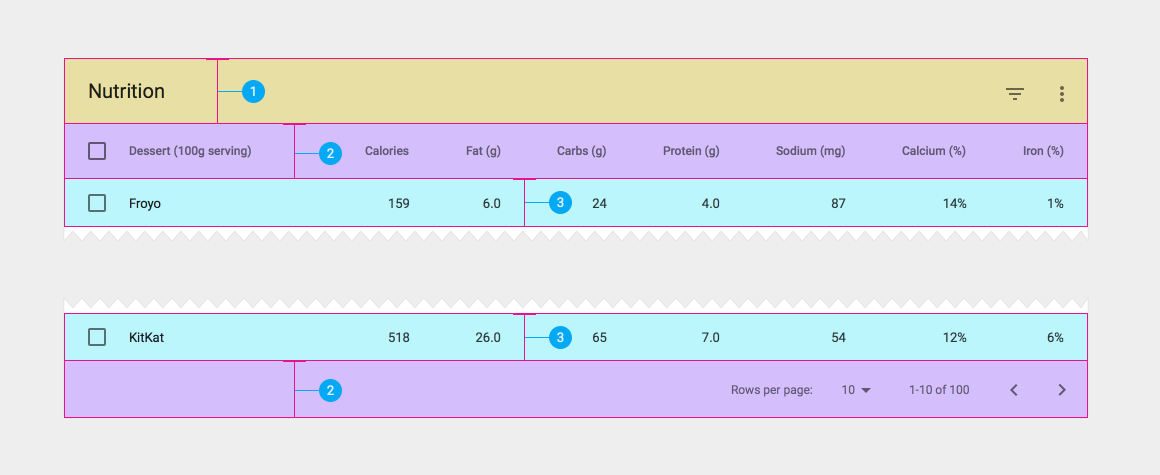 Nutrition 1
Dessert (100g serving) 2 Calories Fat (g) Carbs (g) Protein (g) Sodium (mg) Calcium (%) Iron (%)
Froyo 159 6.0 3 24 4.0 87 14% 1%
KitKat 518 26.0 3 65 7.0 54 12% 6%
2 Rows per page: 10 1-10 of 100